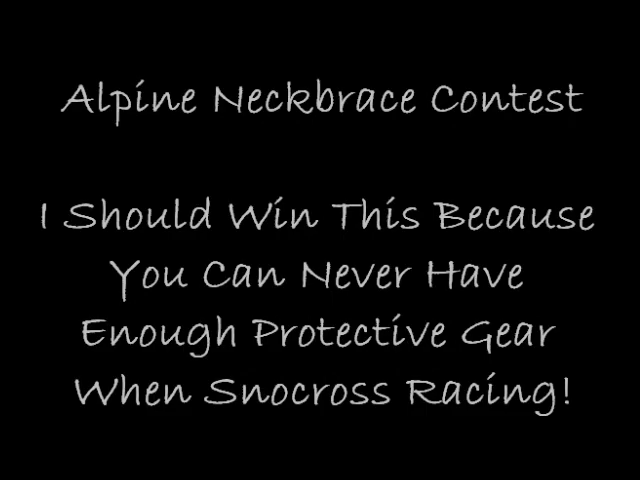 Alpine Neckbrace Contest
I Should Win This Because
You Can Never Have
Enough Protective Gear
When Snocross Racing!